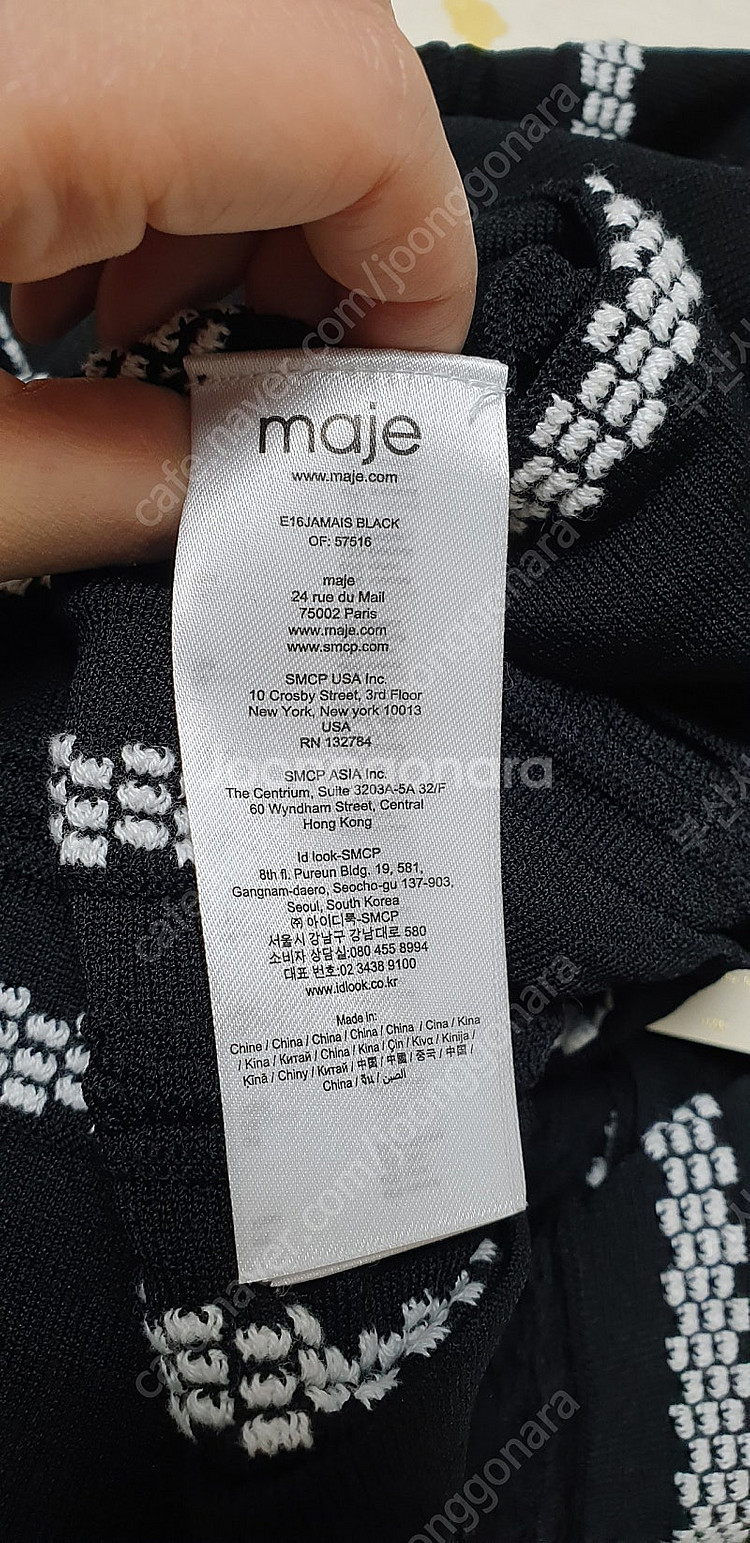 maje
www.maje.com
E16JAMAIS BLACK
OF: 57516
maje
24 rue du Mail
75002 Paris
www.maje.com
www.smcp.com
SMCP USA Inc.
10 Crosby Street, 3rd Floor
New York, New york 10013
USA
RN 132784
SMCP ASIA Inc.
The Centrium, Suite 3203A-5A 32/F
60 Wyndham Street, Central
Hong Kong
Id look-SMCP
8th fl. Pureun Bldg. 19, 581,
Gangnam-daero, Seocho-gu 137-903,
Seoul, South Korea
㈜ 아이디룩-SMCP
서울시 강남구 강남대로 580
소비자 상담실:080 455 8994
대표 번호:02 3438 9100
www.idlook.co.kr
Made in:
Chine / China / China / China / China / Cina / Kina
/ Kina / Китай / China / Kina / Çin / Κίνα / Kinija /
Ķīnā / Chiny / Китай / 中国 / 中國 / 중국 / 中国 /
China / จีน / الصين
cafe.naver.com/joonggonara
joonggonara